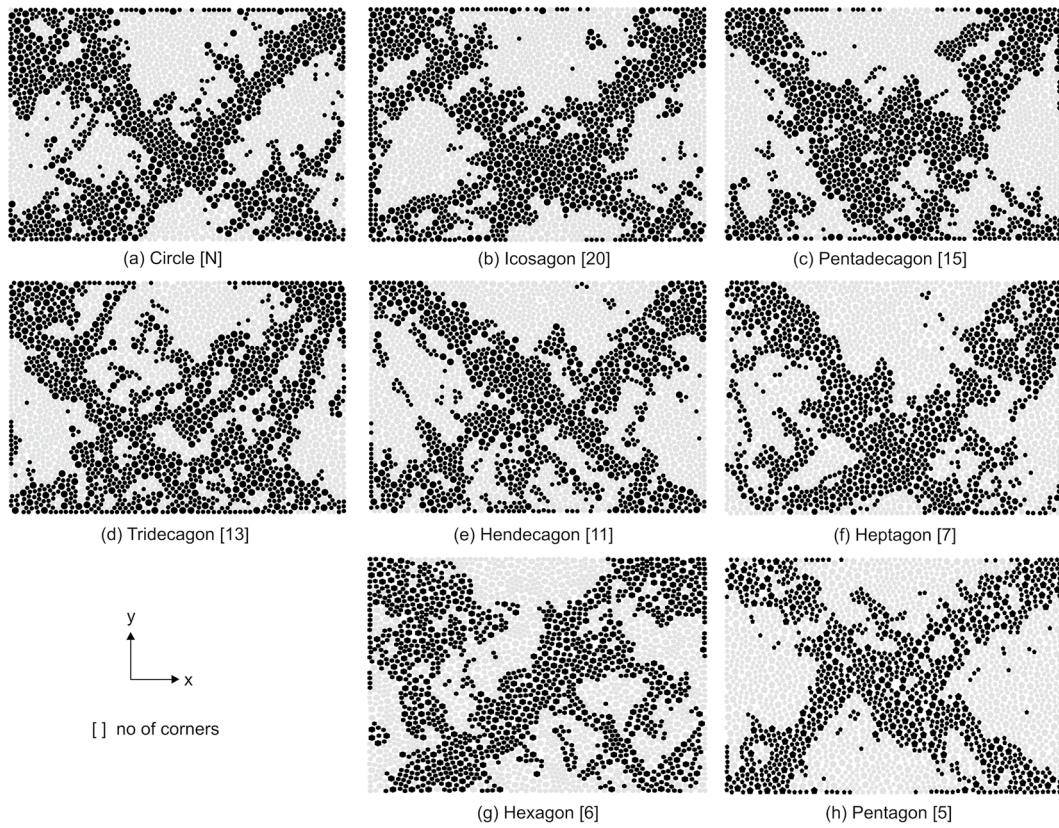 (a) Circle [N]
(b) Icosagon [20]
(c) Pentadecagon [15]
(d) Tridecagon [13]
(e) Hendecagon [11]
(f) Heptagon [7]
y
x
[ ] no of corners
(g) Hexagon [6]
(h) Pentagon [5]